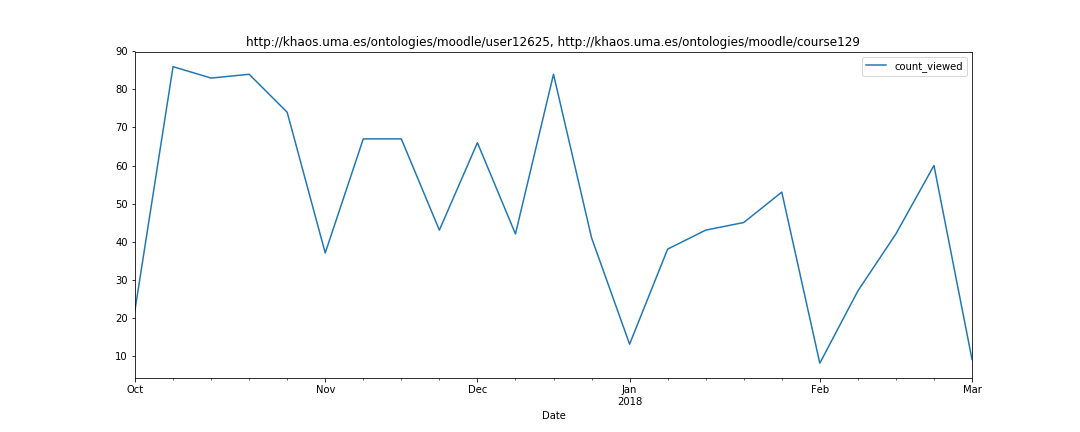 http://khaos.uma.es/ontologies/moodle/user12625, http://khaos.uma.es/ontologies/moodle/course129
count_viewed
90
80
70
60
50
40
30
20
10
Oct Nov Dec Jan Feb Mar
2018
Date